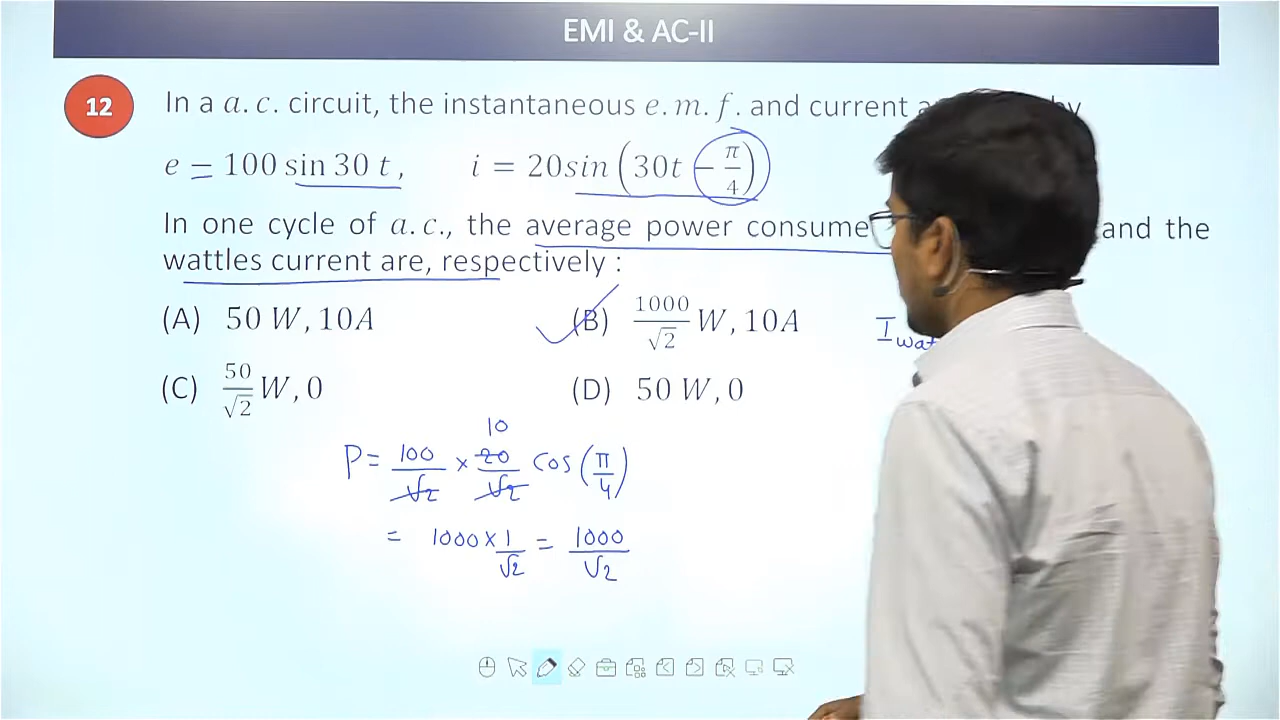 EMI & AC-II
12
In a a.c. circuit, the instantaneous e.m.f. and current a by
e = 100 sin 30 t, i = 20sin (30t − π/4)
In one cycle of a.c., the average power consume and the
wattles current are, respectively :
(A) 50 W, 10A (B) 1000/√2 W, 10A
I wat
(C) 50/√2 W, 0 (D) 50 W, 0
10
P = 100/√2 × 20/√2 cos (π/4)
= 1000 × 1/√2 = 1000/√2